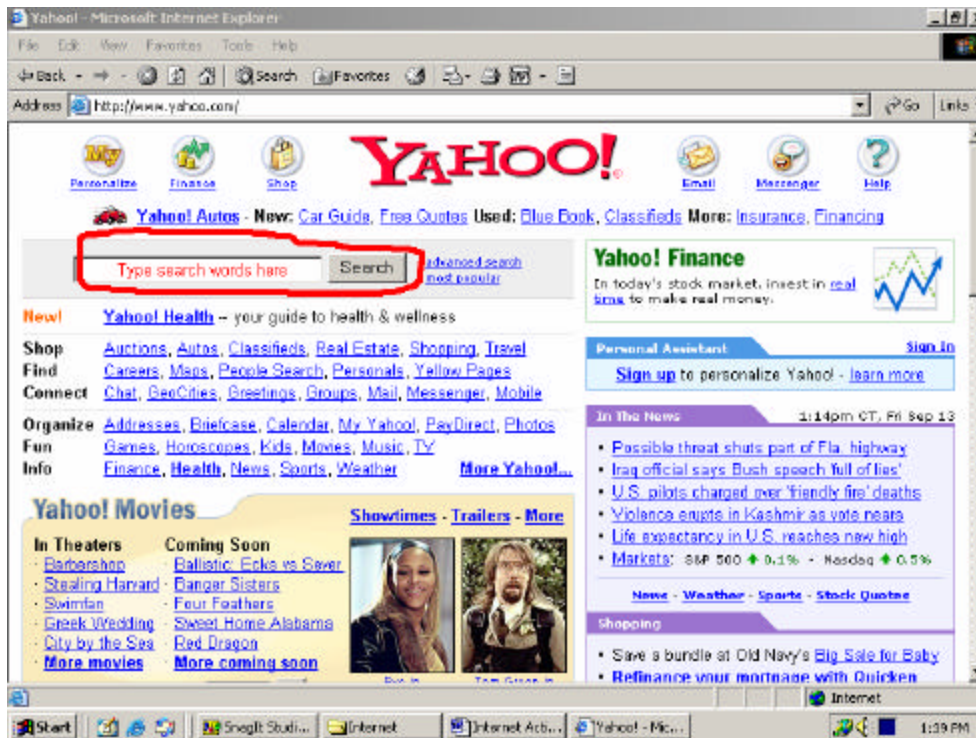 Yahoo! - Microsoft Internet Explorer
File Edit View Favorites Tools Help
Back Search Favorites
Address http://www.yahoo.com/ Go Links
YAHOO!
My
Personalize Finance Shop Email Messenger Help
Yahoo! Autos - New: Car Guide, Free Quotes Used: Blue Book, Classifieds More: Insurance, Financing
Type search words here Search
advanced search
most popular
Yahoo! Finance
In today's stock market, invest in real
time to make real money.
New! Yahoo! Health - your guide to health & wellness
Shop Auctions, Autos, Classifieds, Real Estate, Shopping, Travel
Find Careers, Maps, People Search, Personals, Yellow Pages
Connect Chat, GeoCities, Greetings, Groups, Mail, Messenger, Mobile
Organize Addresses, Briefcase, Calendar, My Yahoo!, PayDirect, Photos
Fun Games, Horoscopes, Kids, Movies, Music, TV
Info Finance, Health, News, Sports, Weather More Yahoo!...
Personal Assistant Sign In
Sign up to personalize Yahoo! - learn more
In The News 1:14pm CT, Fri Sep 13
• Possible threat shuts part of Fla. highway
• Iraq official says Bush speech 'full of lies'
• U.S. pilots charged over 'friendly fire' deaths
• Violence erupts in Kashmir as vote nears
• Life expectancy in U.S. reaches new high
• Markets: S&P 500 0.1% - Nasdaq 0.5%
News - Weather - Sports - Stock Quotes
Yahoo! Movies Showtimes - Trailers - More
In Theaters
· Barbershop
· Stealing Harvard
· Swimfan
· Greek Wedding
· City by the Sea
· More movies
Coming Soon
· Ballistic: Ecks vs Sever
· Banger Sisters
· Four Feathers
· Sweet Home Alabama
· Red Dragon
· More coming soon
Eve in Tom Green in
Shopping
• Save a bundle at Old Navy's Big Sale for Baby
• Refinance your mortgage with Quicken
Internet
Start SnagIt Studi... Internet Internet Acti... Yahoo! - Mic... 1:39 PM